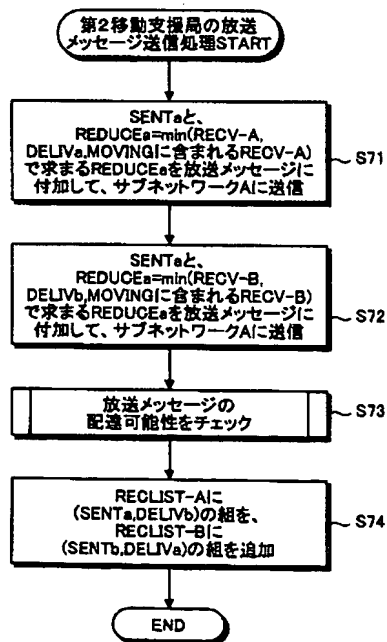 第2移動支援局の放送
メッセージ送信処理START
SENTaと、
REDUCEa=min(RECV-A,
DELIVa,MOVINGに含まれるRECV-A)
で求まるREDUCEaを放送メッセージに
付加して、サブネットワークAに送信
S71
SENTaと、
REDUCEa=min(RECV-B,
DELIVb,MOVINGに含まれるRECV-B)
で求まるREDUCEaを放送メッセージに
付加して、サブネットワークAに送信
S72
放送メッセージの
配達可能性をチェック
S73
RECLIST-Aに
(SENTa,DELIVb)の組を、
RECLIST-Bに
(SENTb,DELIVa)の組を追加
S74
END